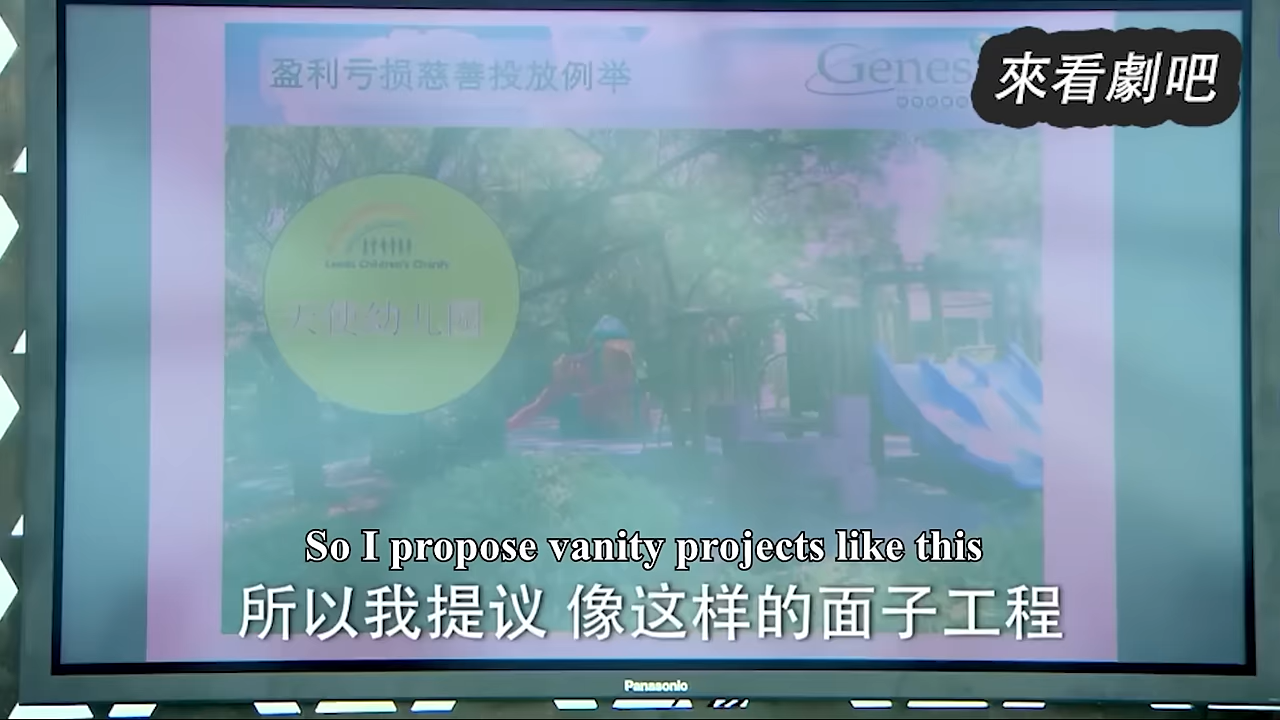 盈利亏损慈善投放例举
Genes
來看劇吧
天使幼儿園
So I propose vanity projects like this
所以我提议 像这样的面子工程
Panasonic